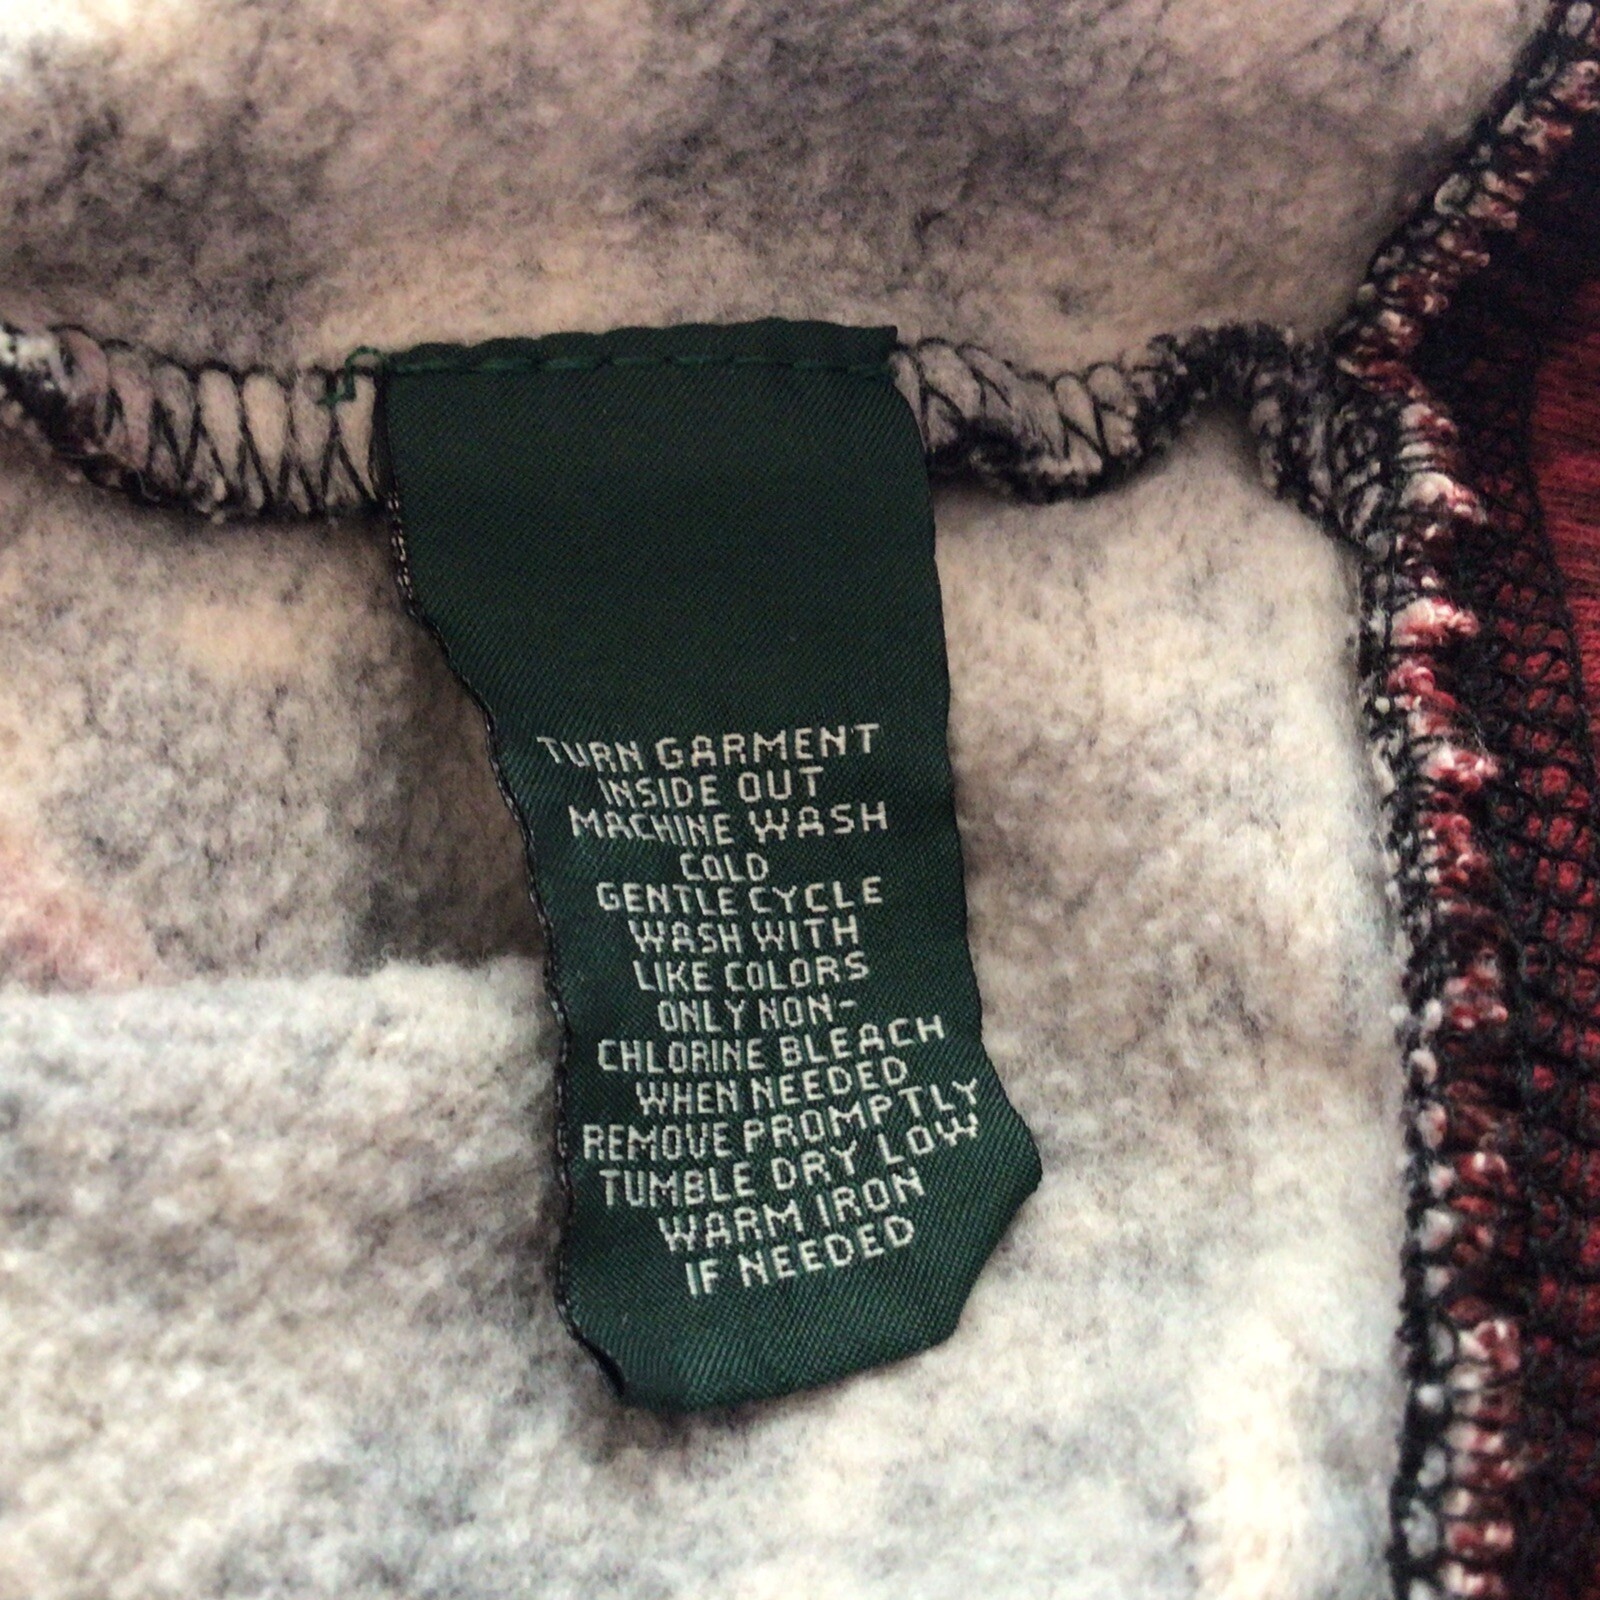 TURN GARMENT
INSIDE OUT
MACHINE WASH
COLD
GENTLE CYCLE
WASH WITH
LIKE COLORS
ONLY NON-
CHLORINE BLEACH
WHEN NEEDED
REMOVE PROMPTLY
TUMBLE DRY LOW
WARM IRON
IF NEEDED